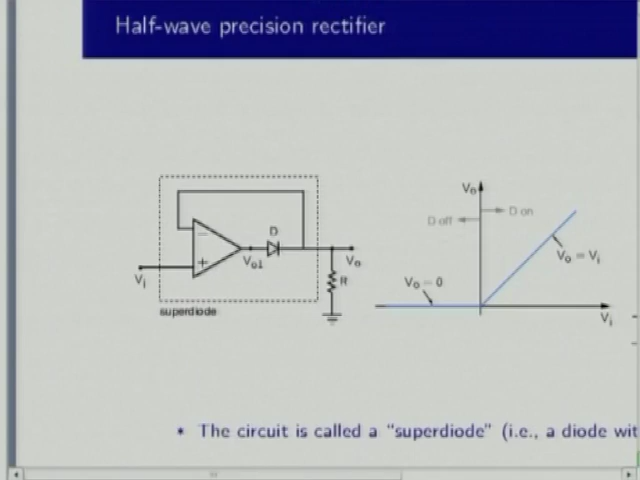 Half-wave precision rectifier
Vo
D on
D off
D
Vo1
Vo
Vi
R
superdiode
Vo = 0
Vo = Vi
Vi
* The circuit is called a "superdiode" (i.e., a diode wit